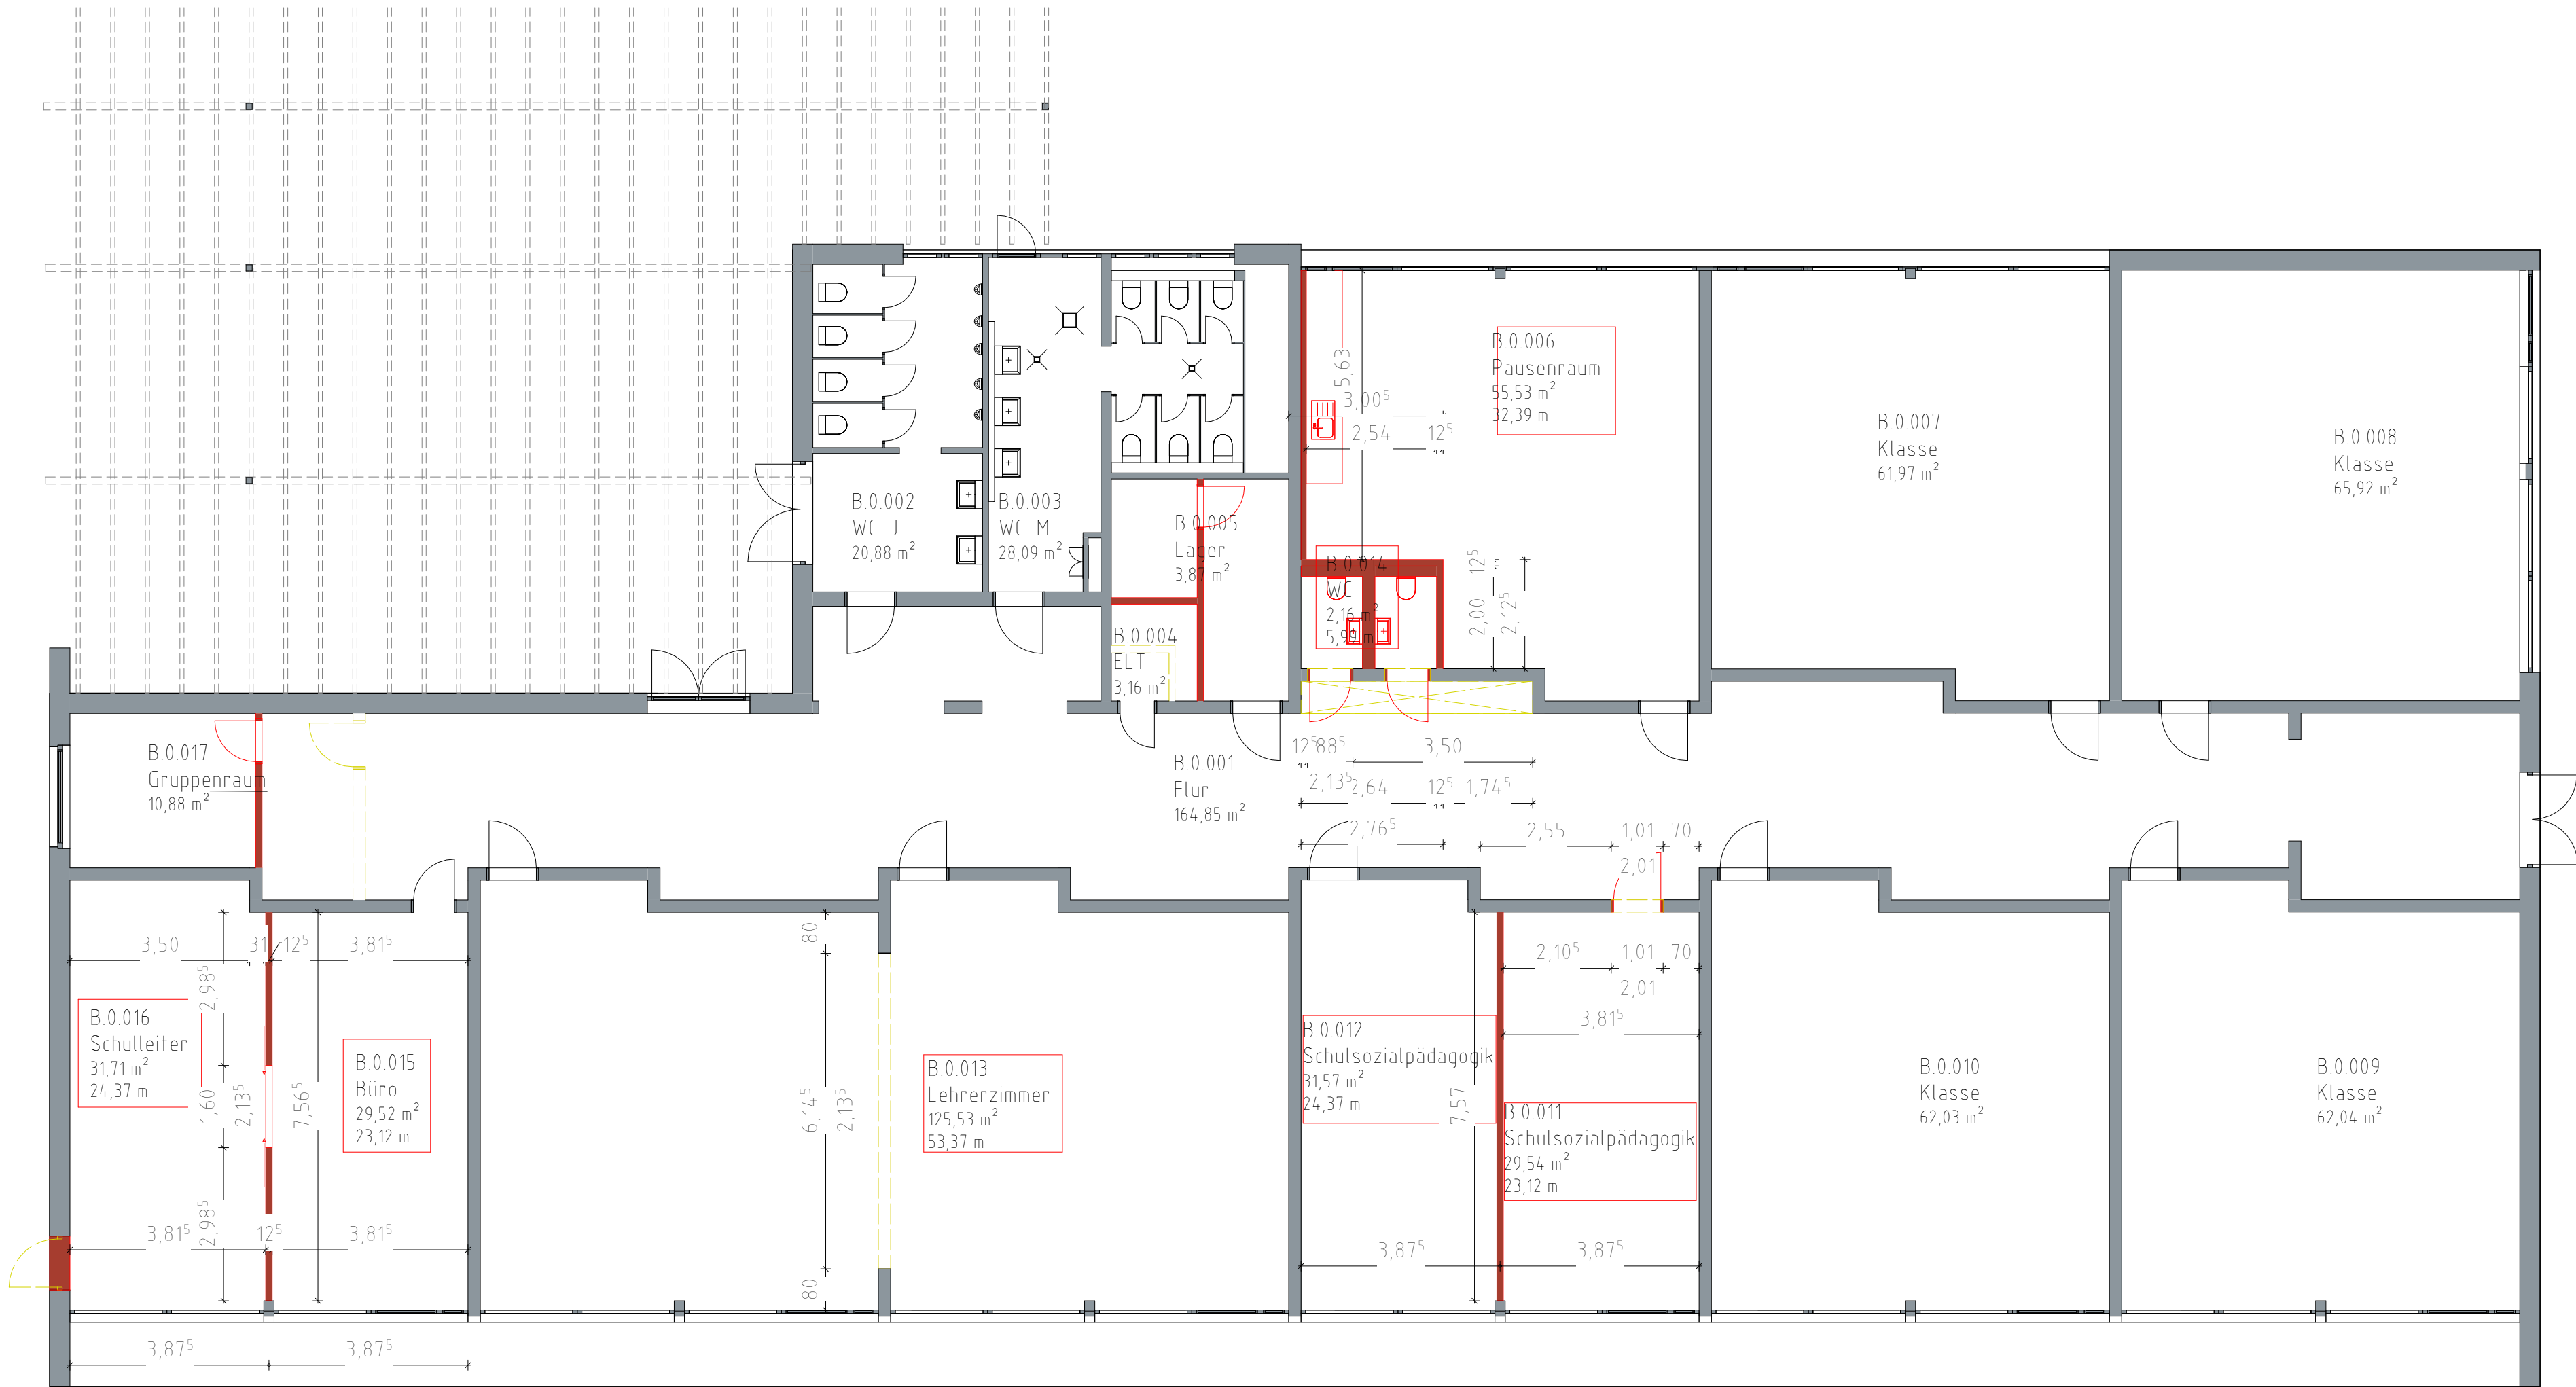 B.0.006
Pausenraum
55,53 m²
32,39 m
5,63
3,00⁵
2,54
12⁵
B.0.007
Klasse
61,97 m²
B.0.008
Klasse
65,92 m²
B.0.002
WC-J
20,88 m²
B.0.003
WC-M
28,09 m²
B.0.005
Lager
3,87 m²
B.0.014
WC
2,16 m²
5,99 m
12⁵
2,00
2,12⁵
B.0.004
ELT
3,16 m²
B.0.017
Gruppenraum
10,88 m²
B.0.001
Flur
164,85 m²
12⁵
88⁵
3,50
2,13⁵
2,64
12⁵
1,74⁵
2,76⁵
2,55
1,01
70
2,01
3,50
31
12⁵
3,81⁵
2,98⁵
80
2,10⁵
1,01
70
2,01
B.0.016
Schulleiter
31,71 m²
24,37 m
B.0.015
Büro
29,52 m²
23,12 m
1,60
2,13⁵
7,56⁵
6,14⁵
2,13⁵
B.0.013
Lehrerzimmer
125,53 m²
53,37 m
B.0.012
Schulsozialpädagogik
31,57 m²
24,37 m
3,81⁵
7,57
B.0.011
Schulsozialpädagogik
29,54 m²
23,12 m
B.0.010
Klasse
62,03 m²
B.0.009
Klasse
62,04 m²
3,81⁵
2,98⁵
12⁵
3,81⁵
80
3,87⁵
3,87⁵
3,87⁵
3,87⁵